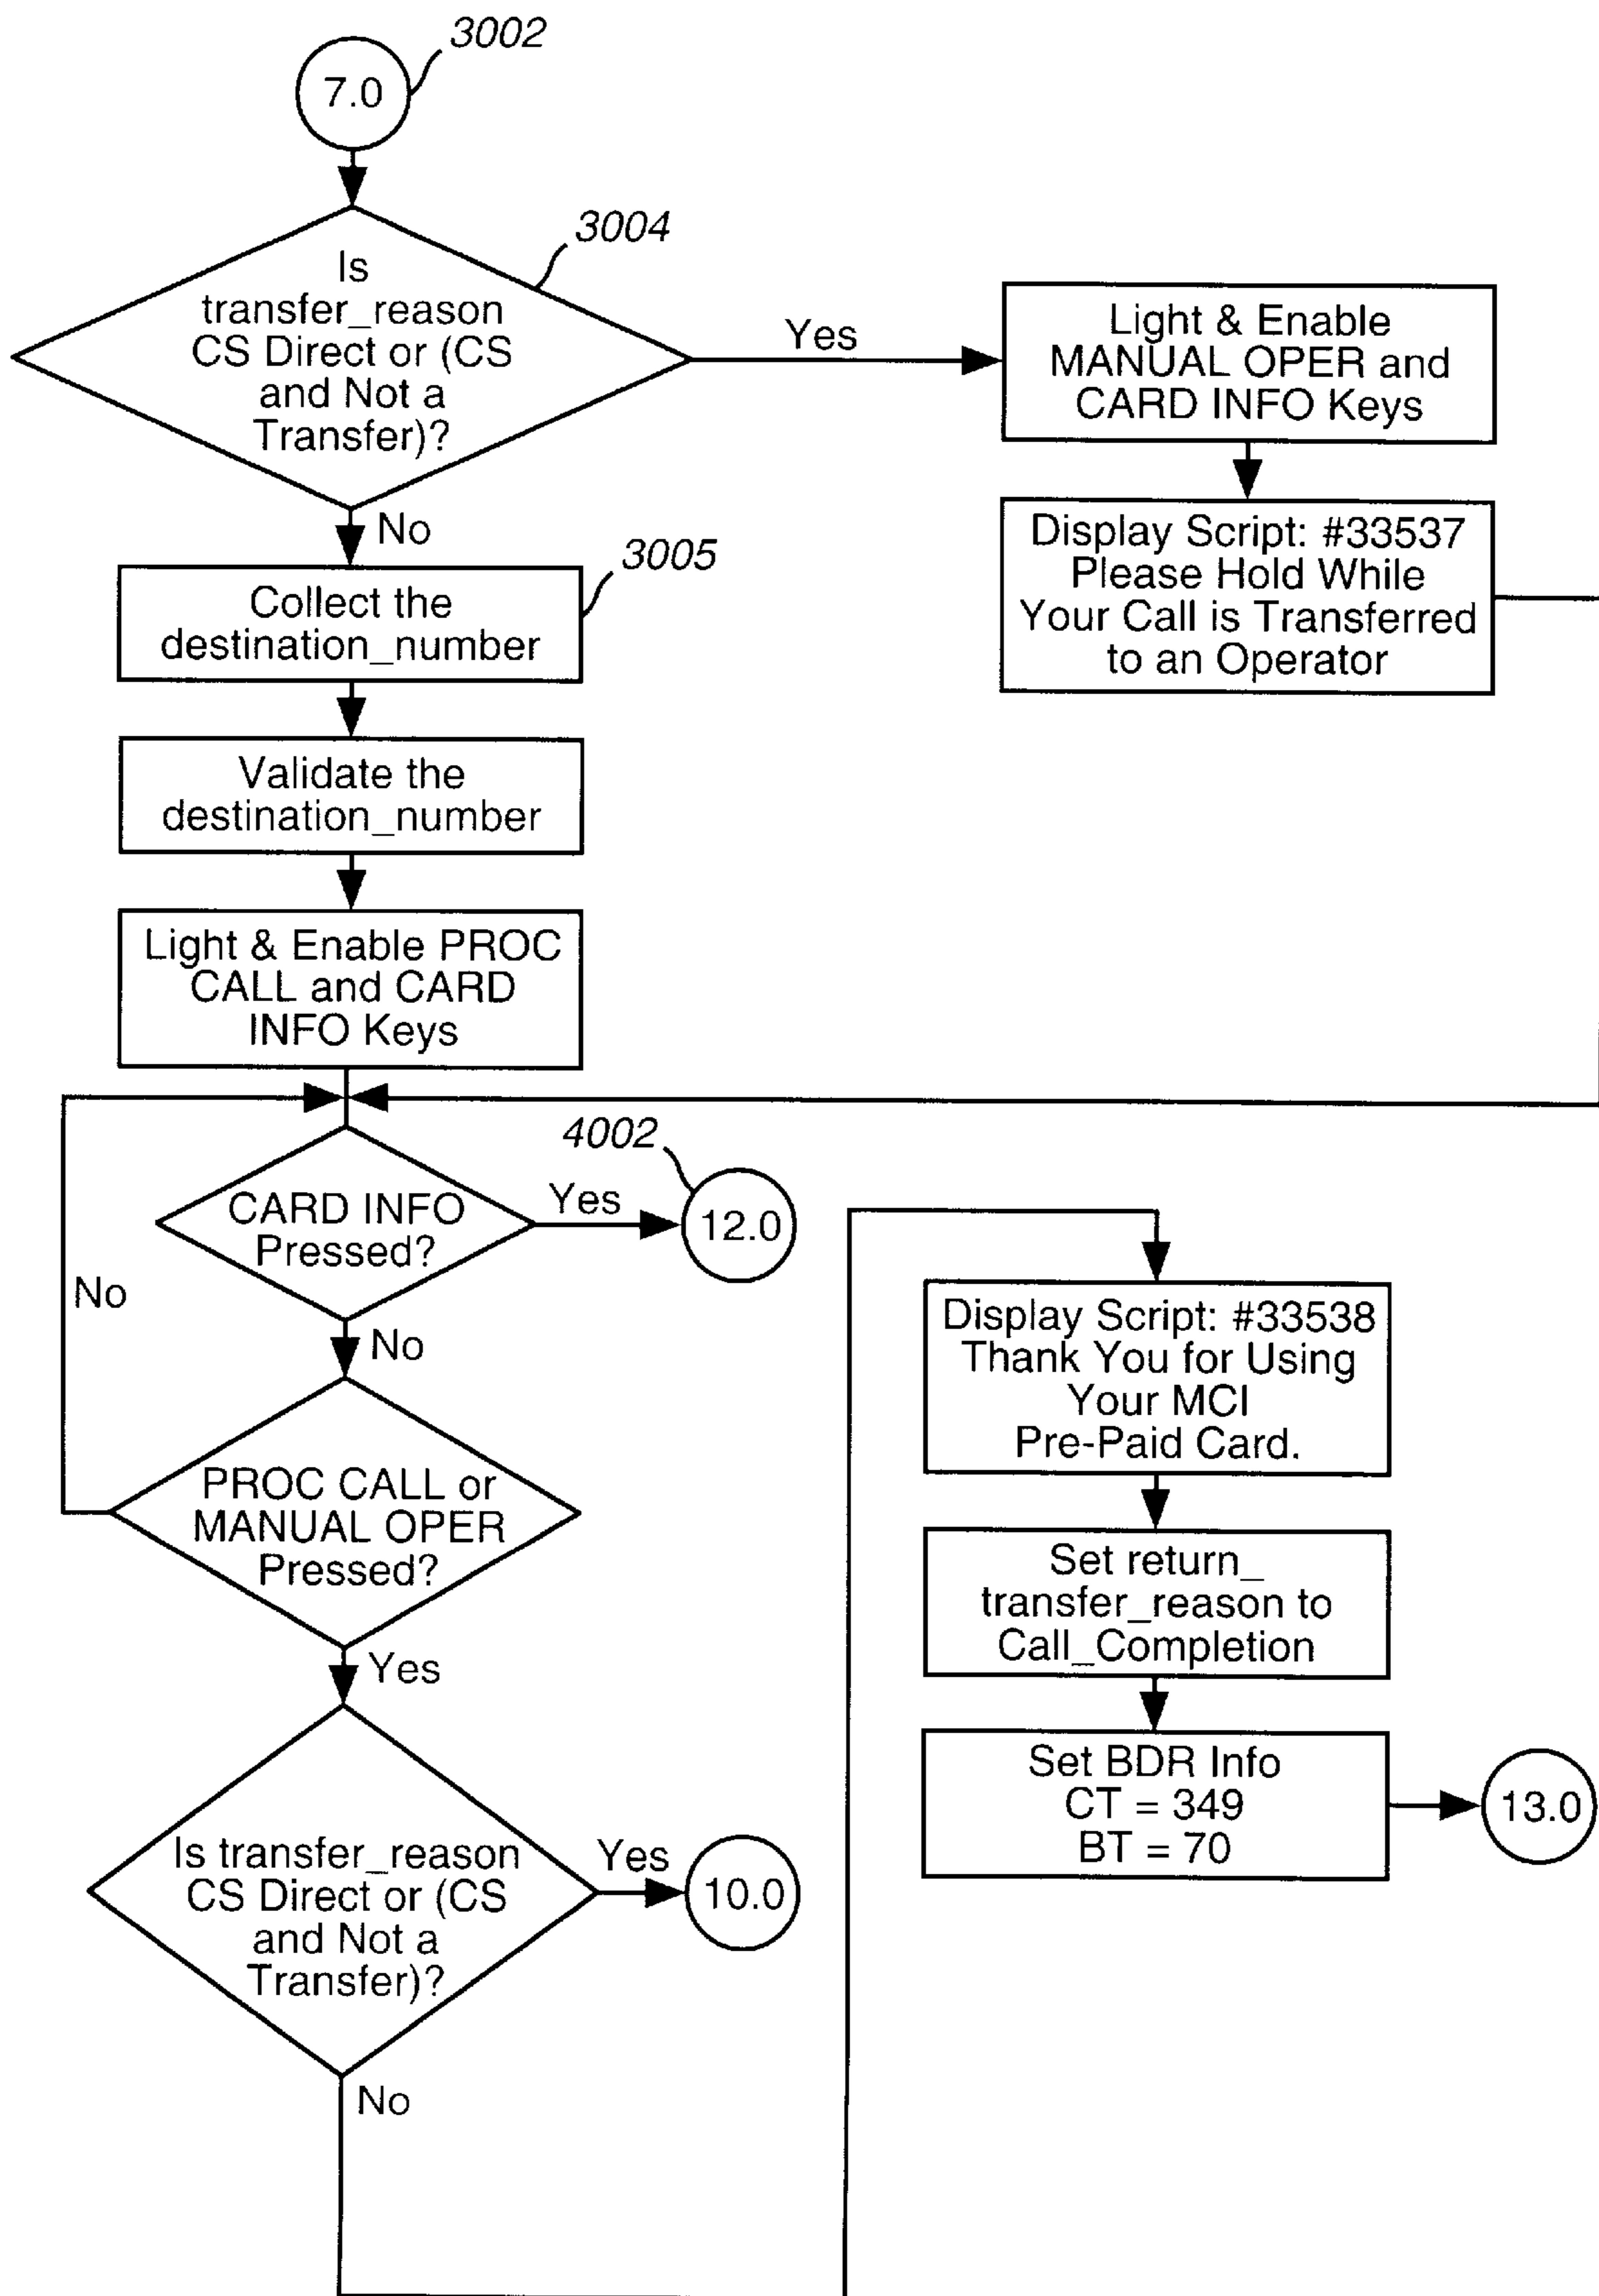 3002
7.0
3004
Is
transfer_reason
CS Direct or (CS
and Not a
Transfer)?
Yes
Light & Enable
MANUAL OPER and
CARD INFO Keys
No
Display Script: #33537
Please Hold While
Your Call is Transferred
to an Operator
3005
Collect the
destination_number
Validate the
destination_number
Light & Enable PROC
CALL and CARD
INFO Keys
4002
CARD INFO
Pressed?
Yes
12.0
No
No
PROC CALL or
MANUAL OPER
Pressed?
Yes
Is transfer_reason
CS Direct or (CS
and Not a
Transfer)?
Yes
10.0
No
Display Script: #33538
Thank You for Using
Your MCI
Pre-Paid Card.
Set return_
transfer_reason to
Call_Completion
Set BDR Info
CT = 349
BT = 70
13.0